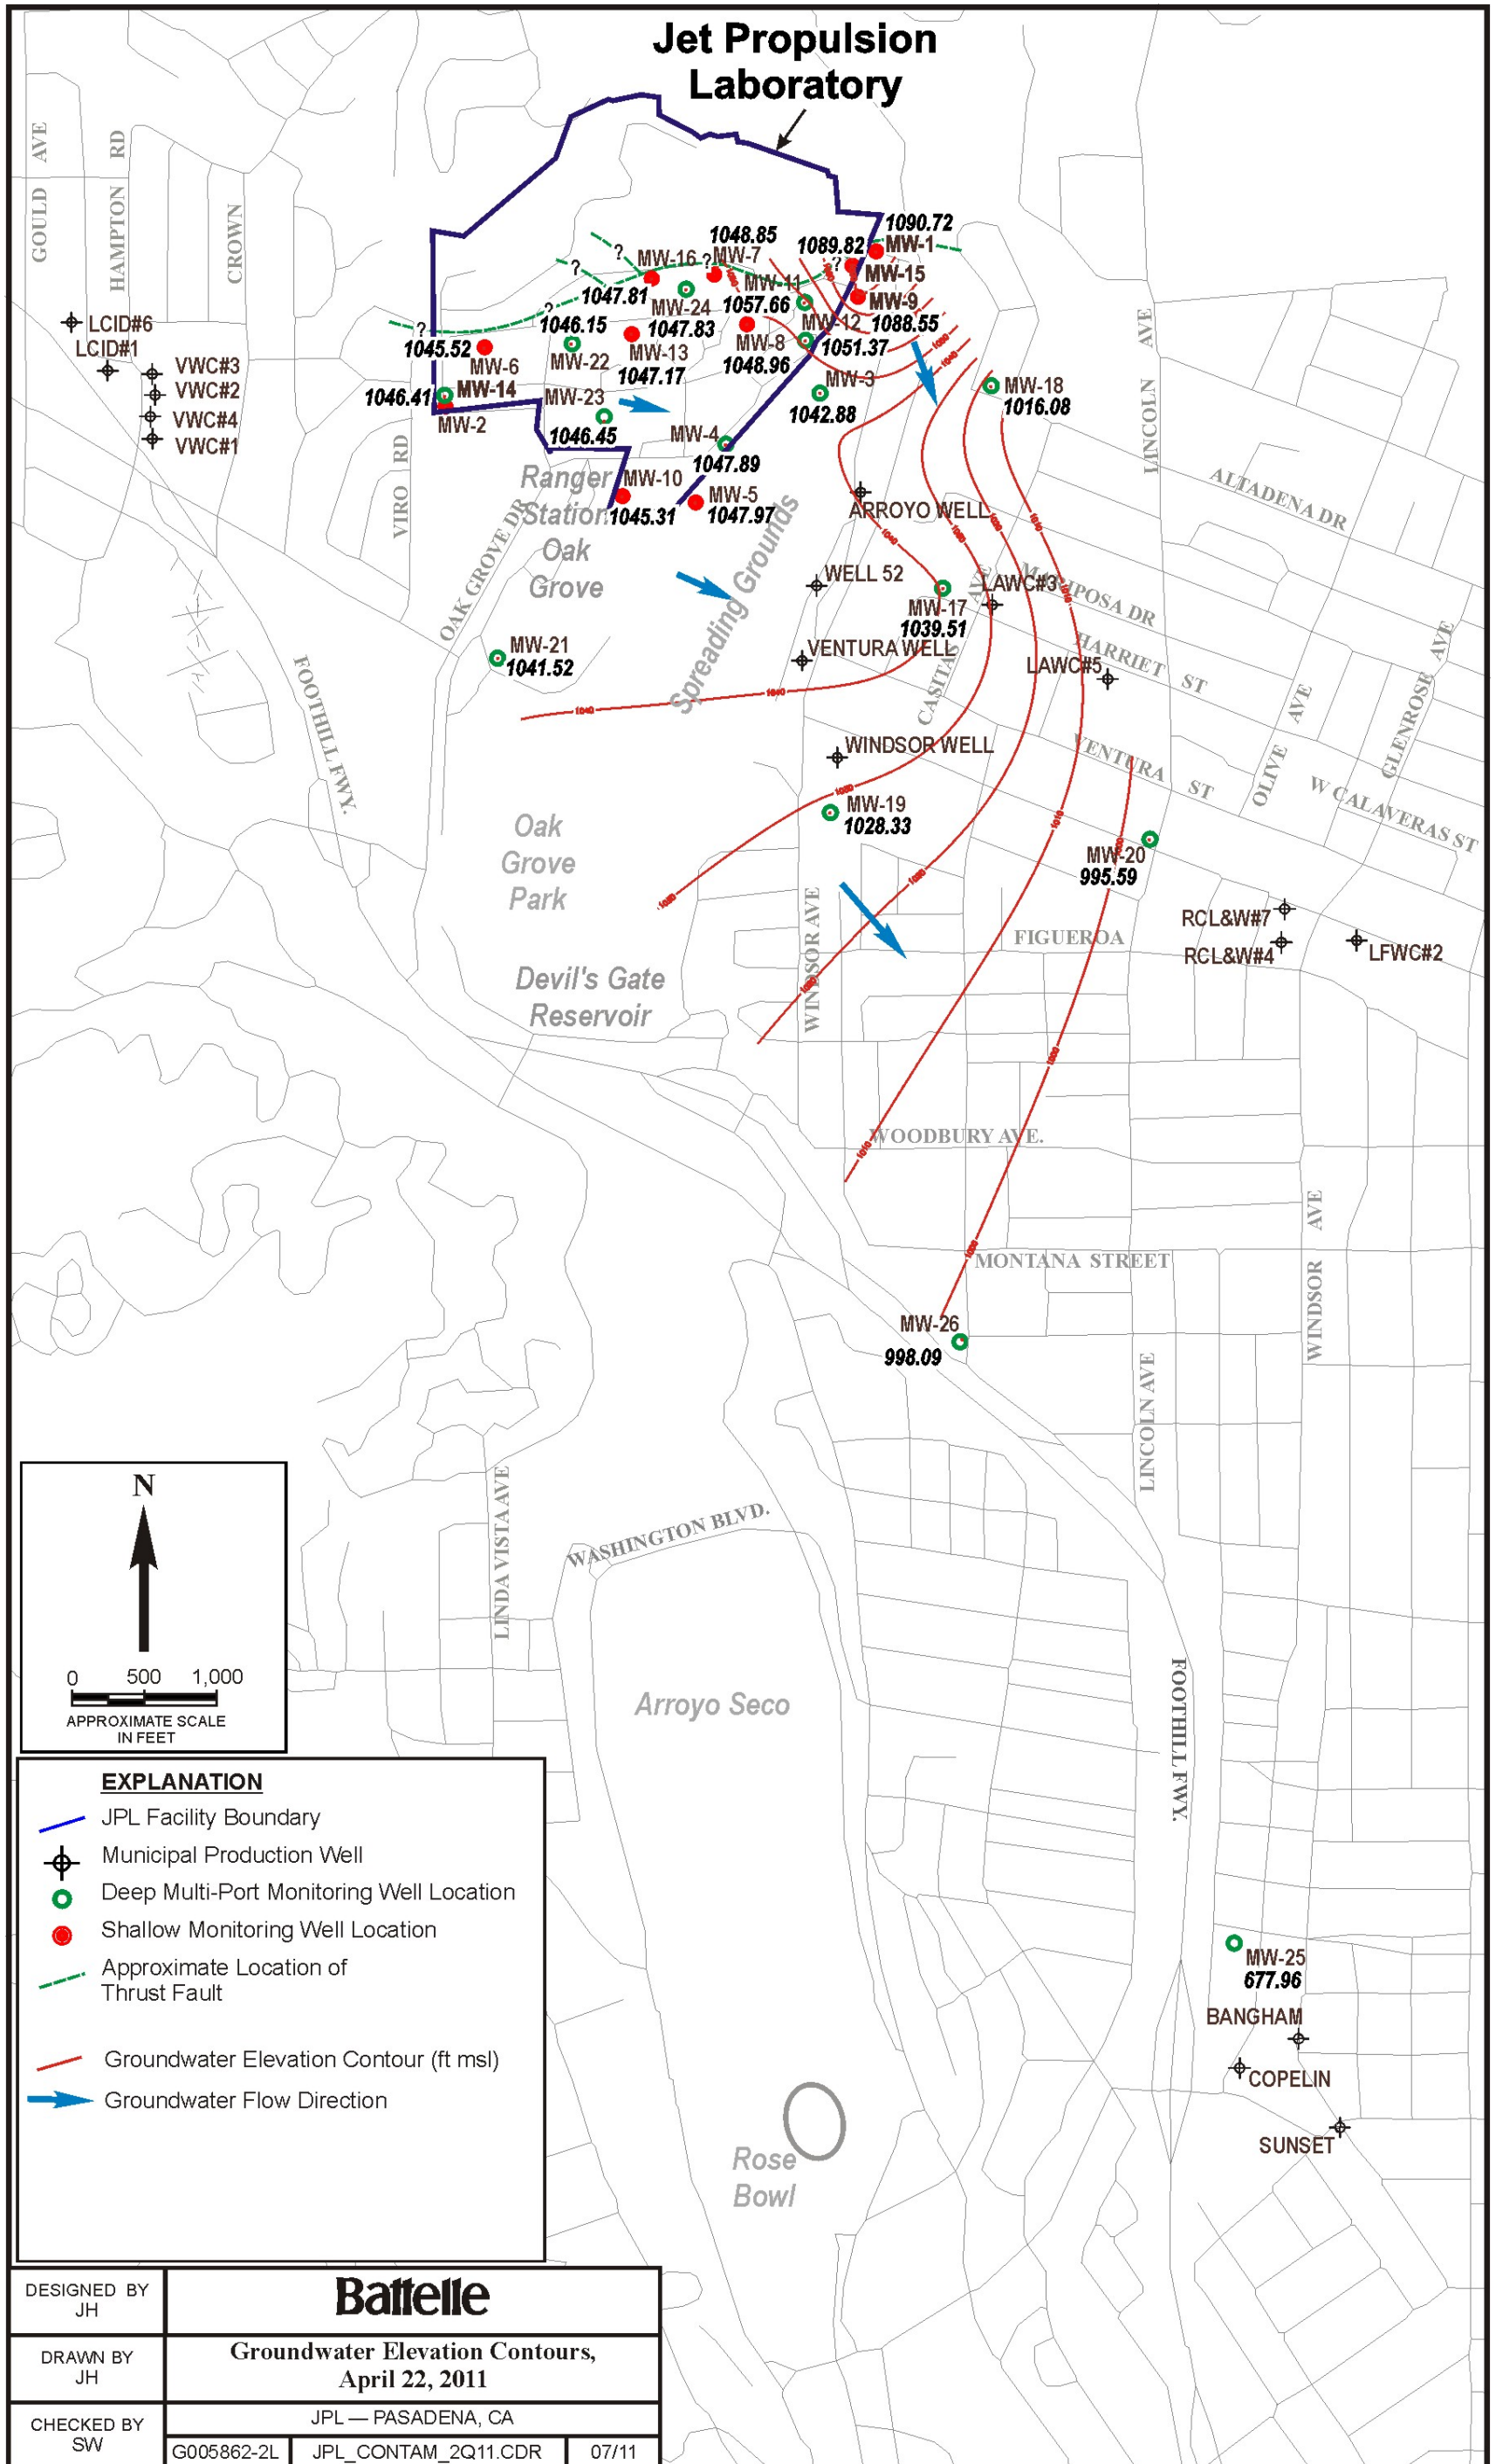 Jet Propulsion
Laboratory
GOULD AVE
HAMPTON RD
CROWN
1090.72
MW-1
1048.85
MW-7
1089.82
MW-15
MW-16
?
?
?
?
?
?
1047.81
MW-24
1047.83
MW-11
1057.66
MW-9
1088.55
MW-12
1051.37
1046.15
MW-22
MW-13
1047.17
MW-8
1048.96
1045.52
MW-6
LCID#6
LCID#1
VWC#3
VWC#2
VWC#4
VWC#1
1046.41
MW-14
MW-2
MW-23
1046.45
MW-3
1042.88
MW-18
1016.08
MW-4
1047.89
MW-10
1045.31
MW-5
1047.97
Ranger
Station
Oak
Grove
VIRO RD
OAK GROVE DR
Spreading Grounds
LINCOLN AVE
ALTADENA DR
ARROYO WELL
WELL 52
LAWC#3
MARIPOSA DR
MW-17
1039.51
VENTURA WELL
HARRIET ST
LAWC#5
MW-21
1041.52
CASITAS AVE
FOOTHILL FWY.
1040
1040
1040
1040
1010
1010
WINDSOR WELL
VENTURA ST
OLIVE AVE
GLENROSE AVE
W CALAVERAS ST
MW-19
1028.33
MW-20
995.59
Oak
Grove
Park
1010
WINDSOR AVE
FIGUEROA
RCL&W#7
RCL&W#4
LFWC#2
Devil's Gate
Reservoir
1000
WOODBURY AVE.
1010
1000
MONTANA STREET
WINDSOR AVE
MW-26
998.09
LINCOLN AVE
N
0 500 1,000
APPROXIMATE SCALE
IN FEET
LINDA VISTA AVE
WASHINGTON BLVD.
Arroyo Seco
FOOTHILL FWY.
EXPLANATION
JPL Facility Boundary
Municipal Production Well
Deep Multi-Port Monitoring Well Location
Shallow Monitoring Well Location
Approximate Location of
Thrust Fault
Groundwater Elevation Contour (ft msl)
Groundwater Flow Direction
MW-25
677.96
BANGHAM
COPELIN
SUNSET
Rose
Bowl
DESIGNED BY
JH
Battelle
DRAWN BY
JH
Groundwater Elevation Contours,
April 22, 2011
CHECKED BY
SW
JPL — PASADENA, CA
G005862-2L JPL_CONTAM_2Q11.CDR 07/11